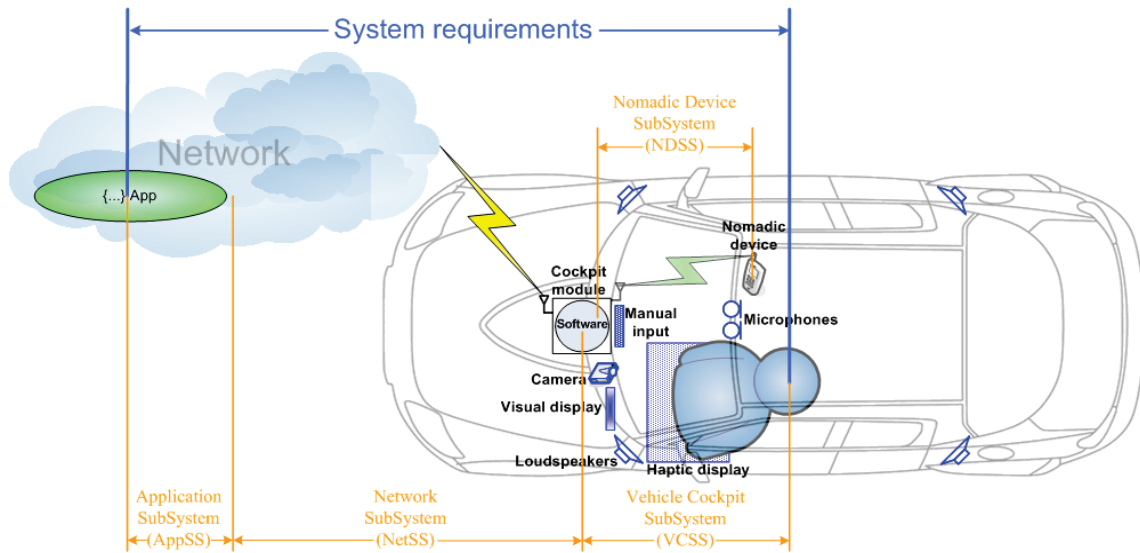 System requirements
Nomadic Device
SubSystem
(NDSS)
Network
{...} App
Nomadic
device
Cockpit
module
Software
Manual
input
Microphones
Camera
Visual display
Loudspeakers
Haptic display
Application
SubSystem
(AppSS)
Network
SubSystem
(NetSS)
Vehicle Cockpit
SubSystem
(VCSS)